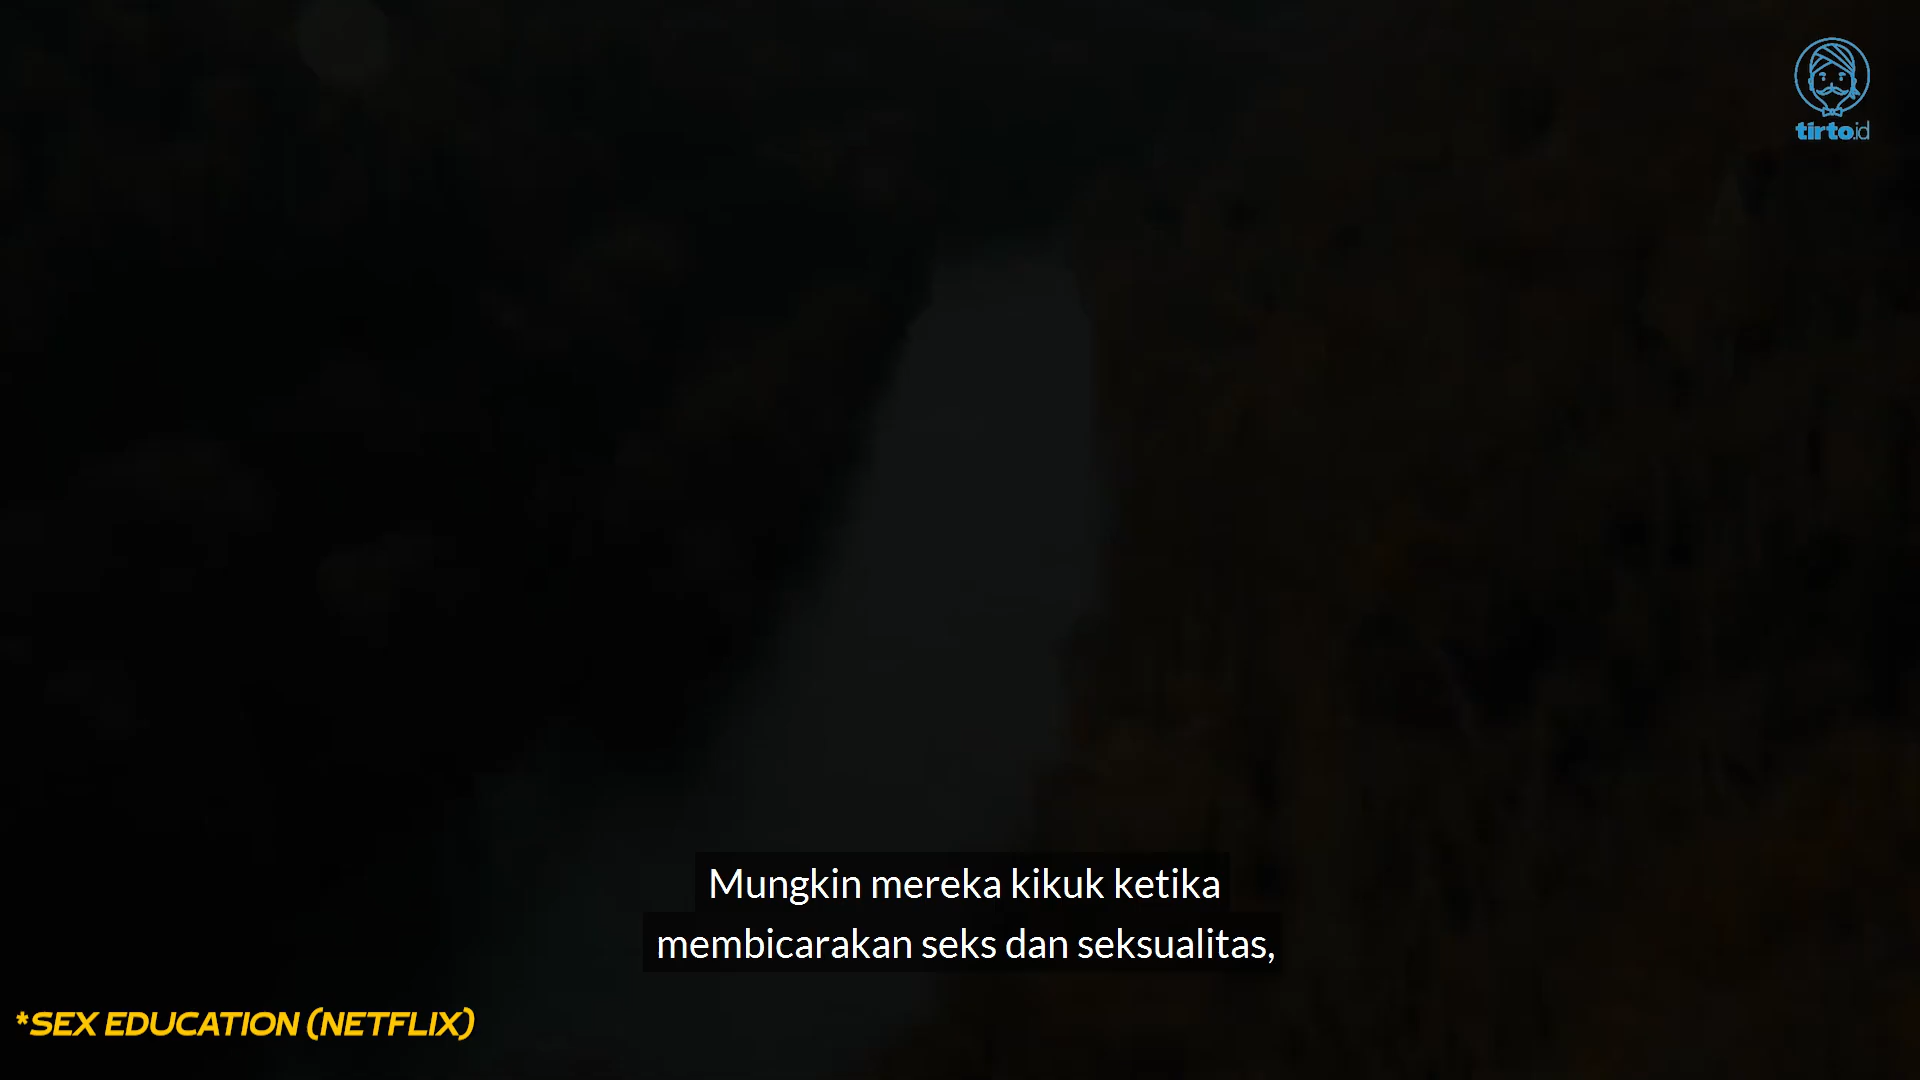 tirto.id
Mungkin mereka kikuk ketika
membicarakan seks dan seksualitas,
*SEX EDUCATION (NETFLIX)